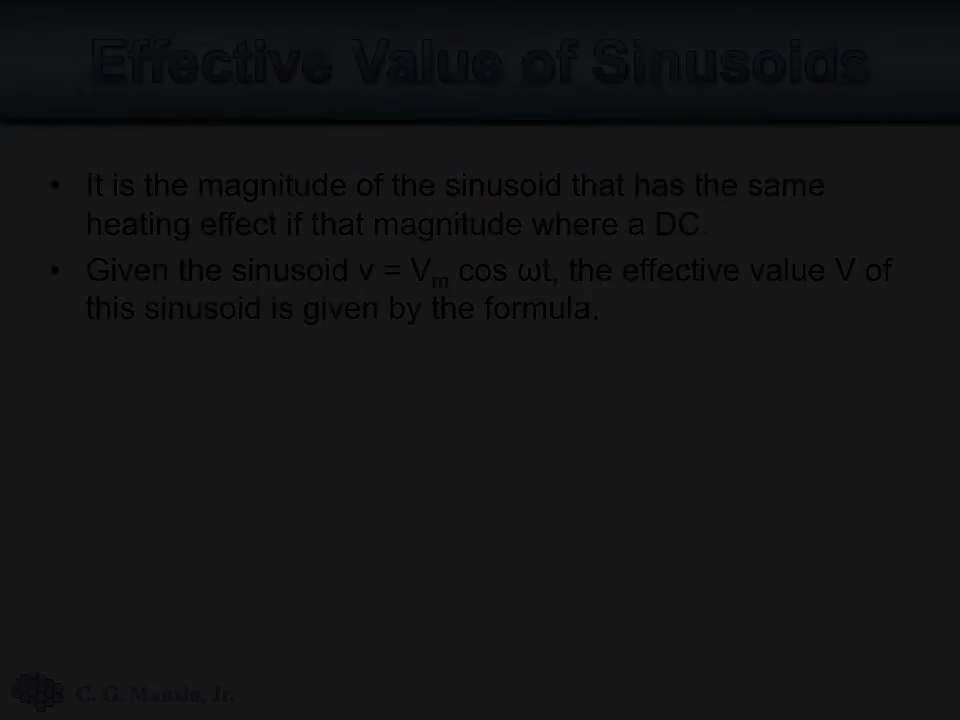 Effective Value of Sinusoids
• It is the magnitude of the sinusoid that has the same
heating effect if that magnitude where a DC.
• Given the sinusoid v = Vm cos ωt, the effective value V of
this sinusoid is given by the formula.
C. G. Manalo, Jr.